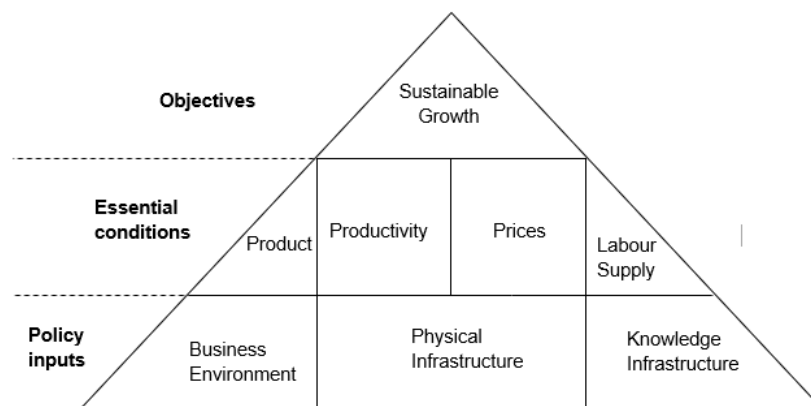 Objectives
Sustainable
Growth
Essential
conditions
Product
Productivity
Prices
Labour
Supply
Policy
inputs
Business
Environment
Physical
Infrastructure
Knowledge
Infrastructure